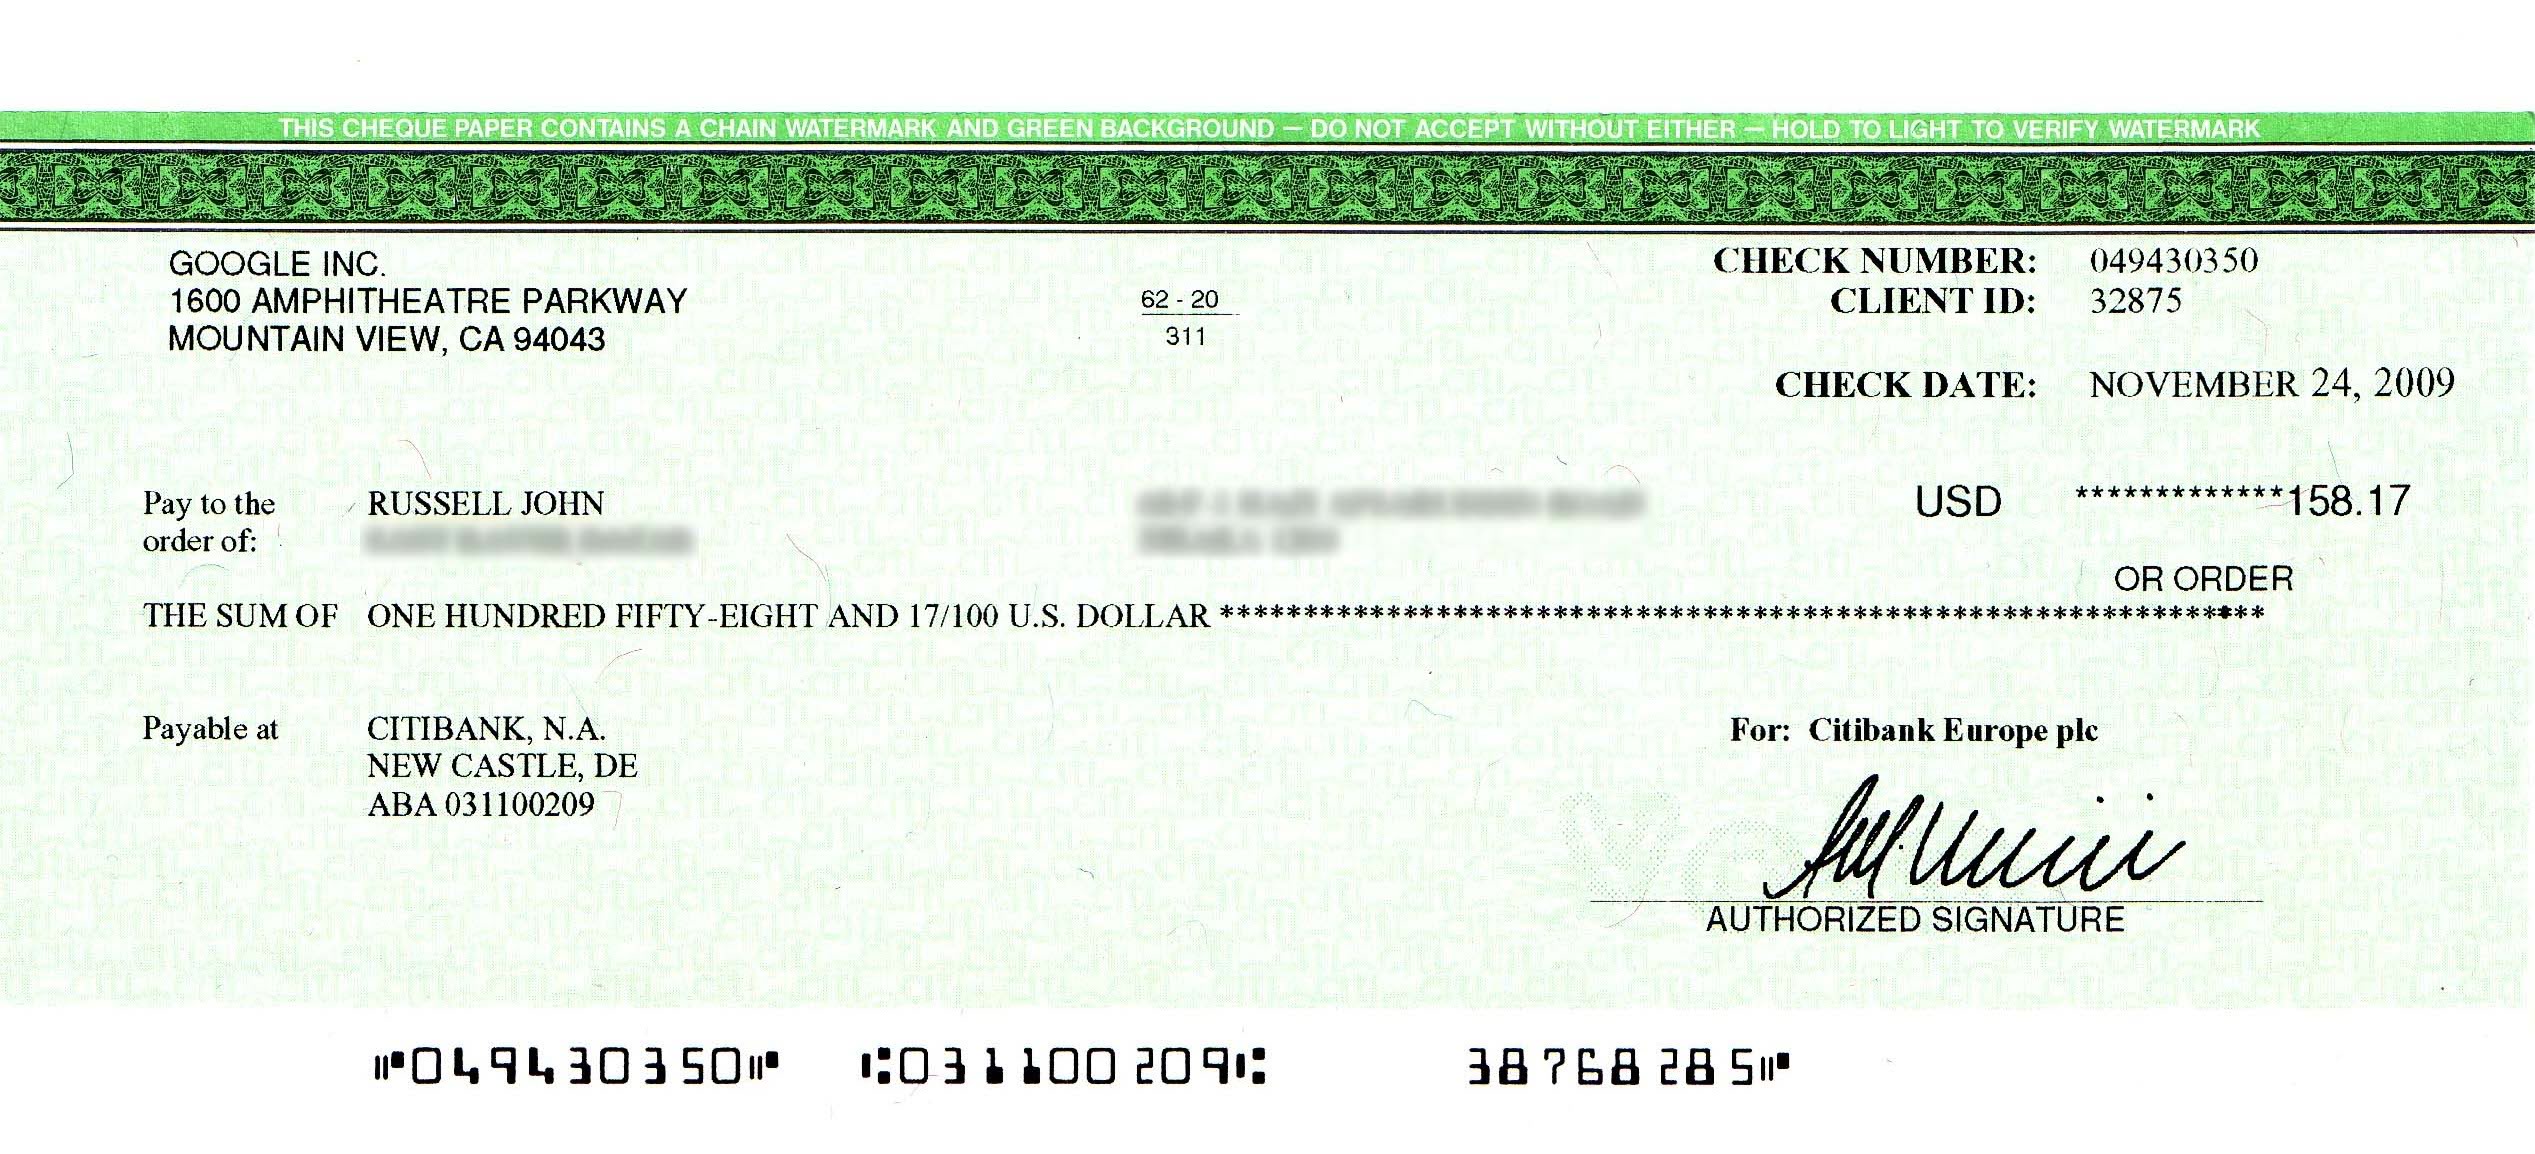 THIS CHEQUE PAPER CONTAINS A CHAIN WATERMARK AND GREEN BACKGROUND — DO NOT ACCEPT WITHOUT EITHER — HOLD TO LIGHT TO VERIFY WATERMARK
GOOGLE INC.
1600 AMPHITHEATRE PARKWAY
MOUNTAIN VIEW, CA 94043
62 - 20
311
CHECK NUMBER: 049430350
CLIENT ID: 32875
CHECK DATE: NOVEMBER 24, 2009
Pay to the order of: RUSSELL JOHN
USD *************158.17
OR ORDER
THE SUM OF ONE HUNDRED FIFTY-EIGHT AND 17/100 U.S. DOLLAR ****************************************************************
Payable at CITIBANK, N.A.
NEW CASTLE, DE
ABA 031100209
For: Citibank Europe plc
AUTHORIZED SIGNATURE
⑈049430350⑈ ⑆031100209⑆ 38768285⑈